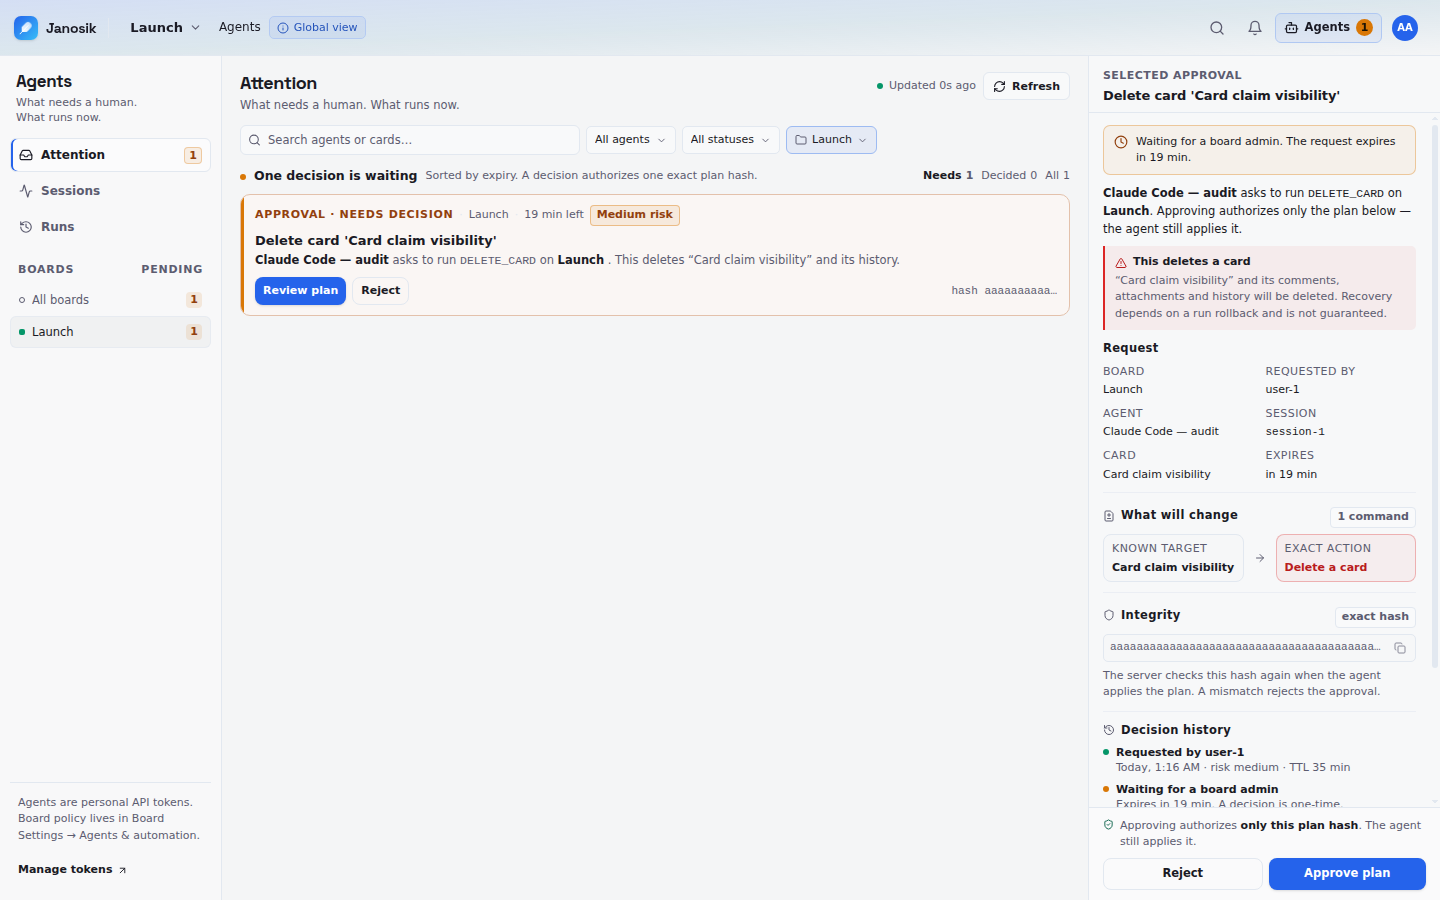 Janosik
Launch
Agents
Global view
Agents 1
AA
Agents
What needs a human.
What runs now.
Attention 1
Sessions
Runs
BOARDS PENDING
All boards 1
Launch 1
Agents are personal API tokens.
Board policy lives in Board
Settings → Agents & automation.
Manage tokens
Attention
What needs a human. What runs now.
Updated 0s ago
Refresh
Search agents or cards...
All agents
All statuses
Launch
One decision is waiting Sorted by expiry. A decision authorizes one exact plan hash.
Needs 1 Decided 0 All 1
APPROVAL · NEEDS DECISION Launch 19 min left Medium risk
Delete card 'Card claim visibility'
Claude Code — audit asks to run DELETE_CARD on Launch . This deletes “Card claim visibility” and its history.
Review plan
Reject
hash aaaaaaaaaa…
SELECTED APPROVAL
Delete card 'Card claim visibility'
Waiting for a board admin. The request expires
in 19 min.
Claude Code — audit asks to run DELETE_CARD on
Launch. Approving authorizes only the plan below —
the agent still applies it.
This deletes a card
“Card claim visibility” and its comments,
attachments and history will be deleted. Recovery
depends on a run rollback and is not guaranteed.
Request
BOARD REQUESTED BY
Launch user-1
AGENT SESSION
Claude Code — audit session-1
CARD EXPIRES
Card claim visibility in 19 min
What will change 1 command
KNOWN TARGET
Card claim visibility
EXACT ACTION
Delete a card
Integrity exact hash
aaaaaaaaaaaaaaaaaaaaaaaaaaaaaaaaaaaaaaaaa…
The server checks this hash again when the agent
applies the plan. A mismatch rejects the approval.
Decision history
Requested by user-1
Today, 1:16 AM · risk medium · TTL 35 min
Waiting for a board admin
Expires in 19 min. A decision is one-time.
Approving authorizes only this plan hash. The agent
still applies it.
Reject
Approve plan